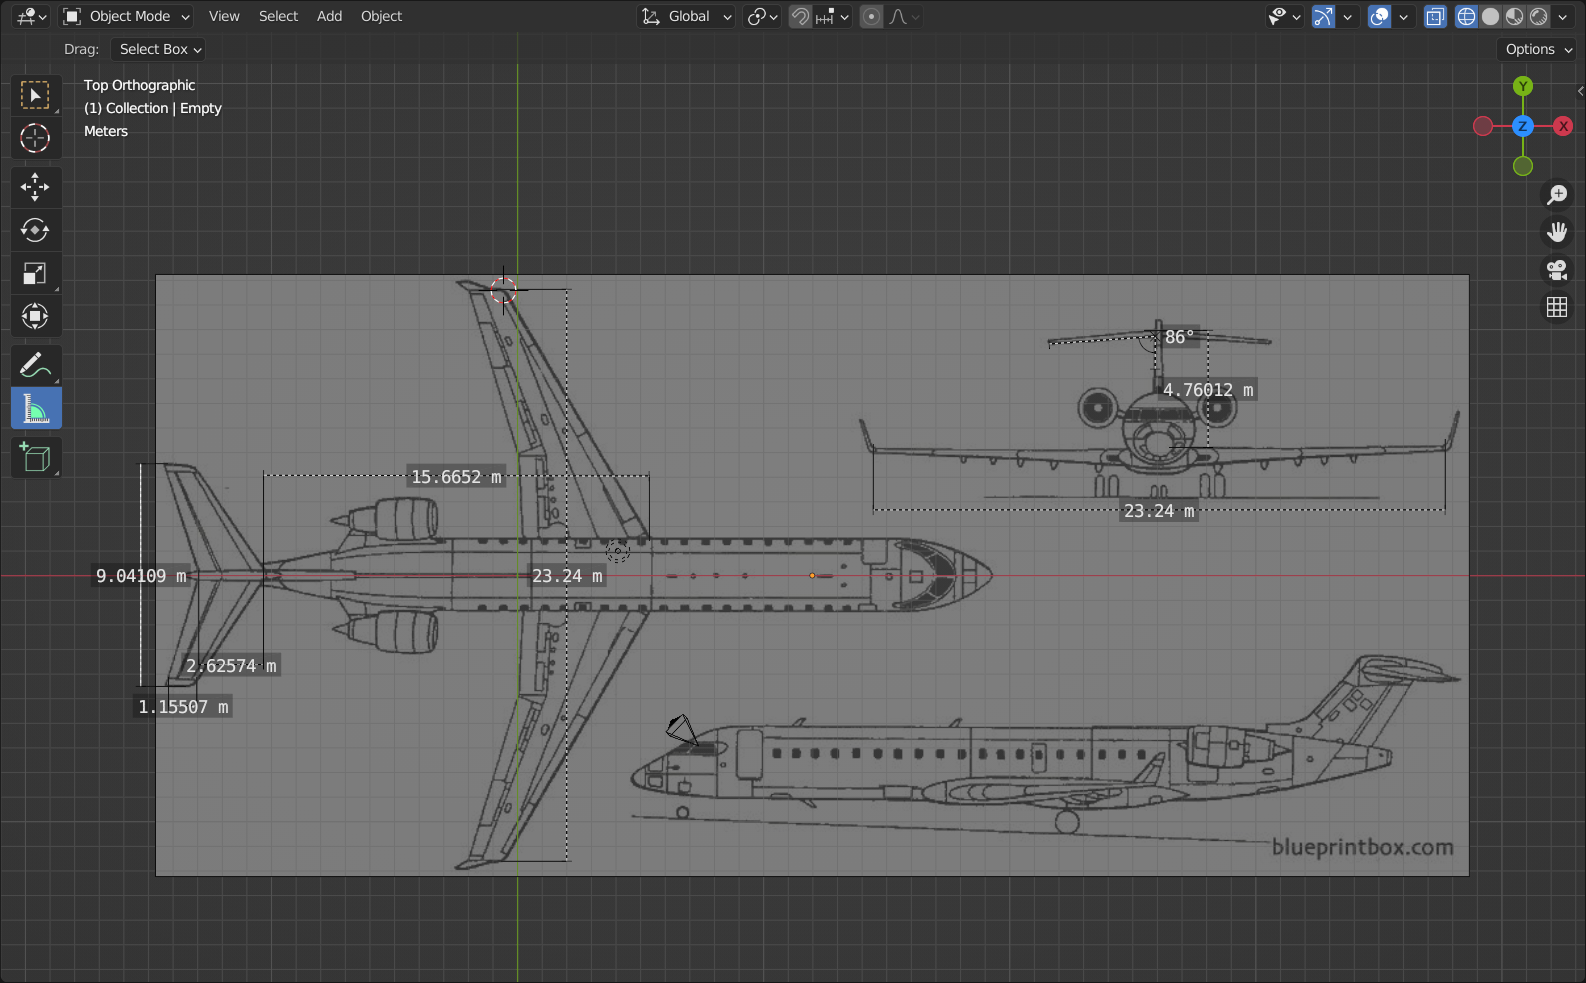 Object Mode
View
Select
Add
Object
Global
Drag:
Select Box
Options
Top Orthographic
(1) Collection | Empty
Meters
Y
Z
X
86°
4.76012 m
15.6652 m
23.24 m
9.04109 m
23.24 m
2.62574 m
1.15507 m
blueprintbox.com